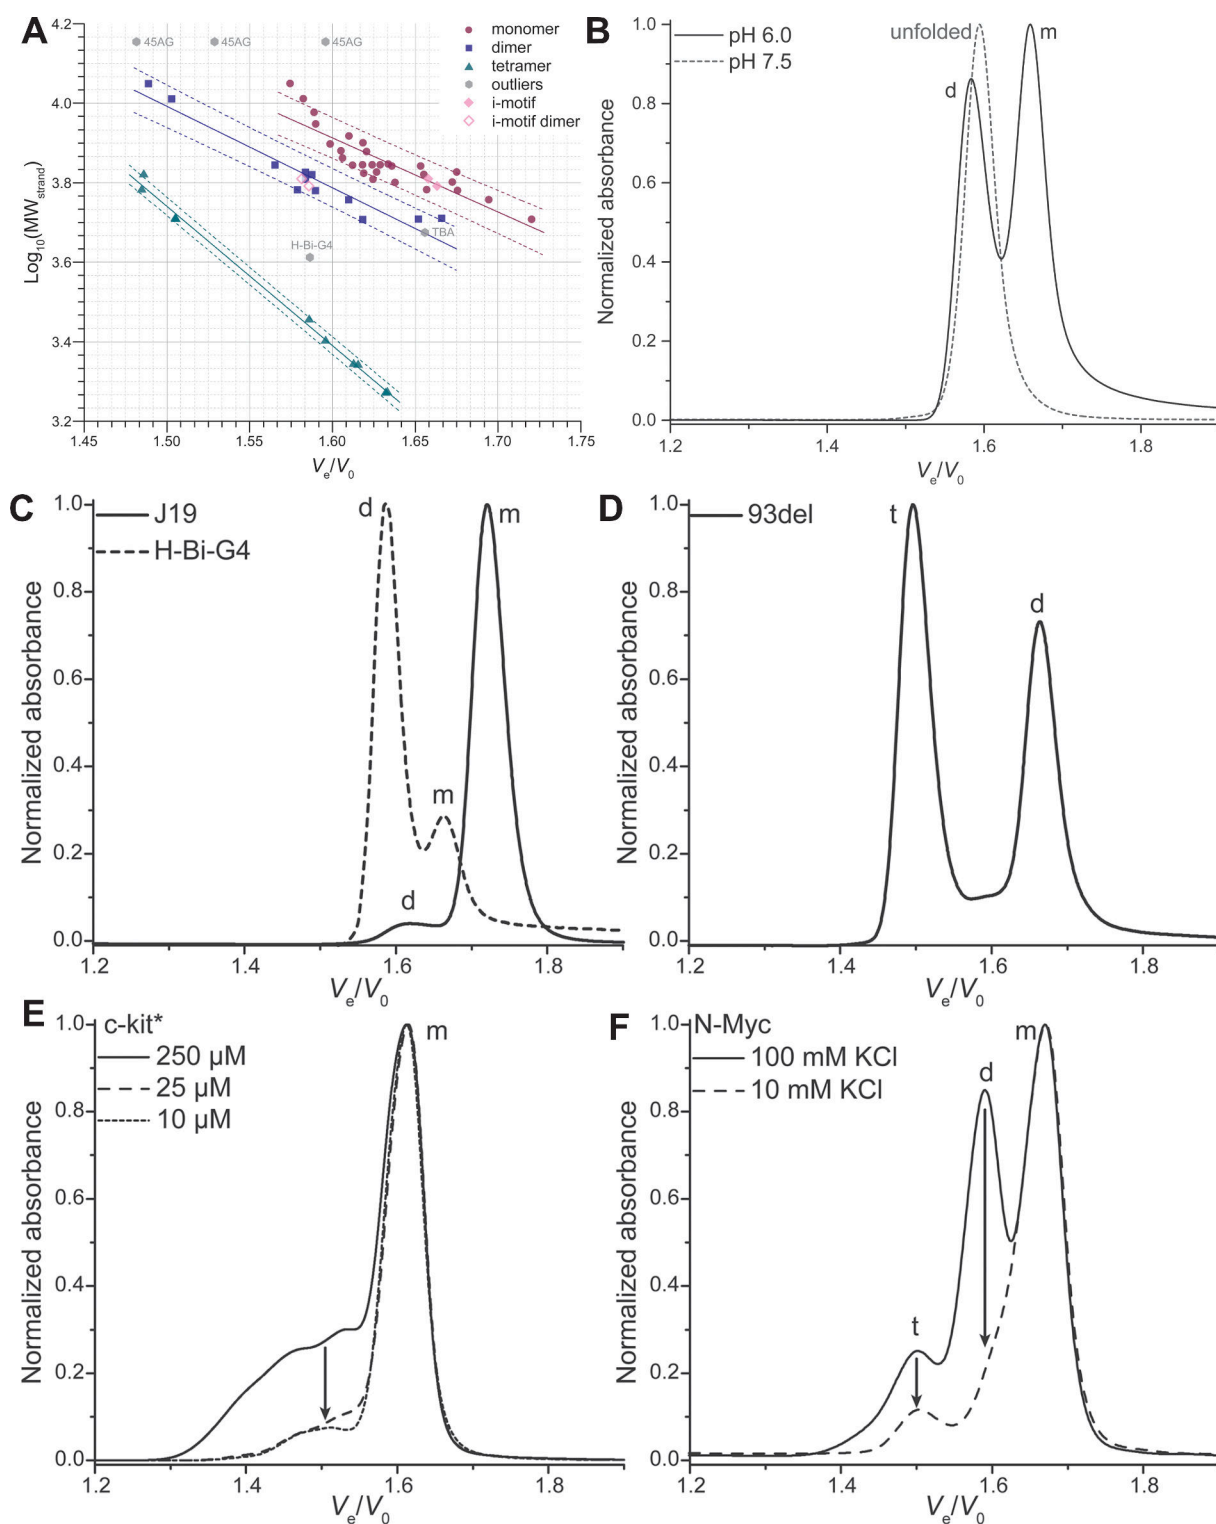 A
4.2
4.0
3.8
3.6
3.4
3.2
Log10(MWstrand)
45AG
45AG
45AG
monomer
dimer
tetramer
outliers
i-motif
i-motif dimer
H-Bi-G4
TBA
1.45
1.50
1.55
1.60
1.65
1.70
1.75
Ve/V0
B
1.0
0.8
0.6
0.4
0.2
0.0
Normalized absorbance
pH 6.0
pH 7.5
unfolded
m
d
1.2
1.4
1.6
1.8
Ve/V0
C
1.0
0.8
0.6
0.4
0.2
0.0
Normalized absorbance
J19
H-Bi-G4
d
m
m
d
1.2
1.4
1.6
1.8
Ve/V0
D
1.0
0.8
0.6
0.4
0.2
0.0
Normalized absorbance
93del
t
d
1.2
1.4
1.6
1.8
Ve/V0
E
1.0
0.8
0.6
0.4
0.2
0.0
Normalized absorbance
c-kit*
250 µM
25 µM
10 µM
m
1.2
1.4
1.6
1.8
Ve/V0
F
1.0
0.8
0.6
0.4
0.2
0.0
Normalized absorbance
N-Myc
100 mM KCl
10 mM KCl
m
d
t
1.2
1.4
1.6
1.8
Ve/V0